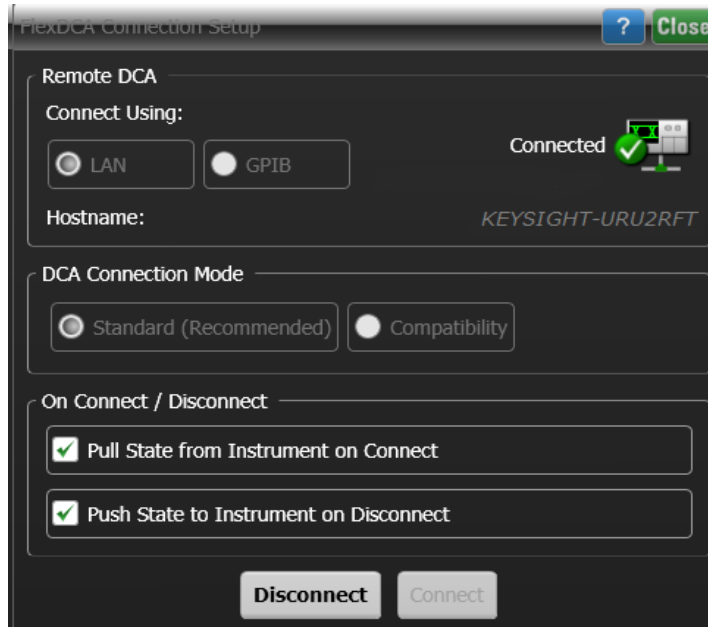 FlexDCA Connection Setup
? Close
Remote DCA
Connect Using:
LAN GPIB
Connected
Hostname: KEYSIGHT-URU2RFT
DCA Connection Mode
Standard (Recommended) Compatibility
On Connect / Disconnect
Pull State from Instrument on Connect
Push State to Instrument on Disconnect
Disconnect Connect